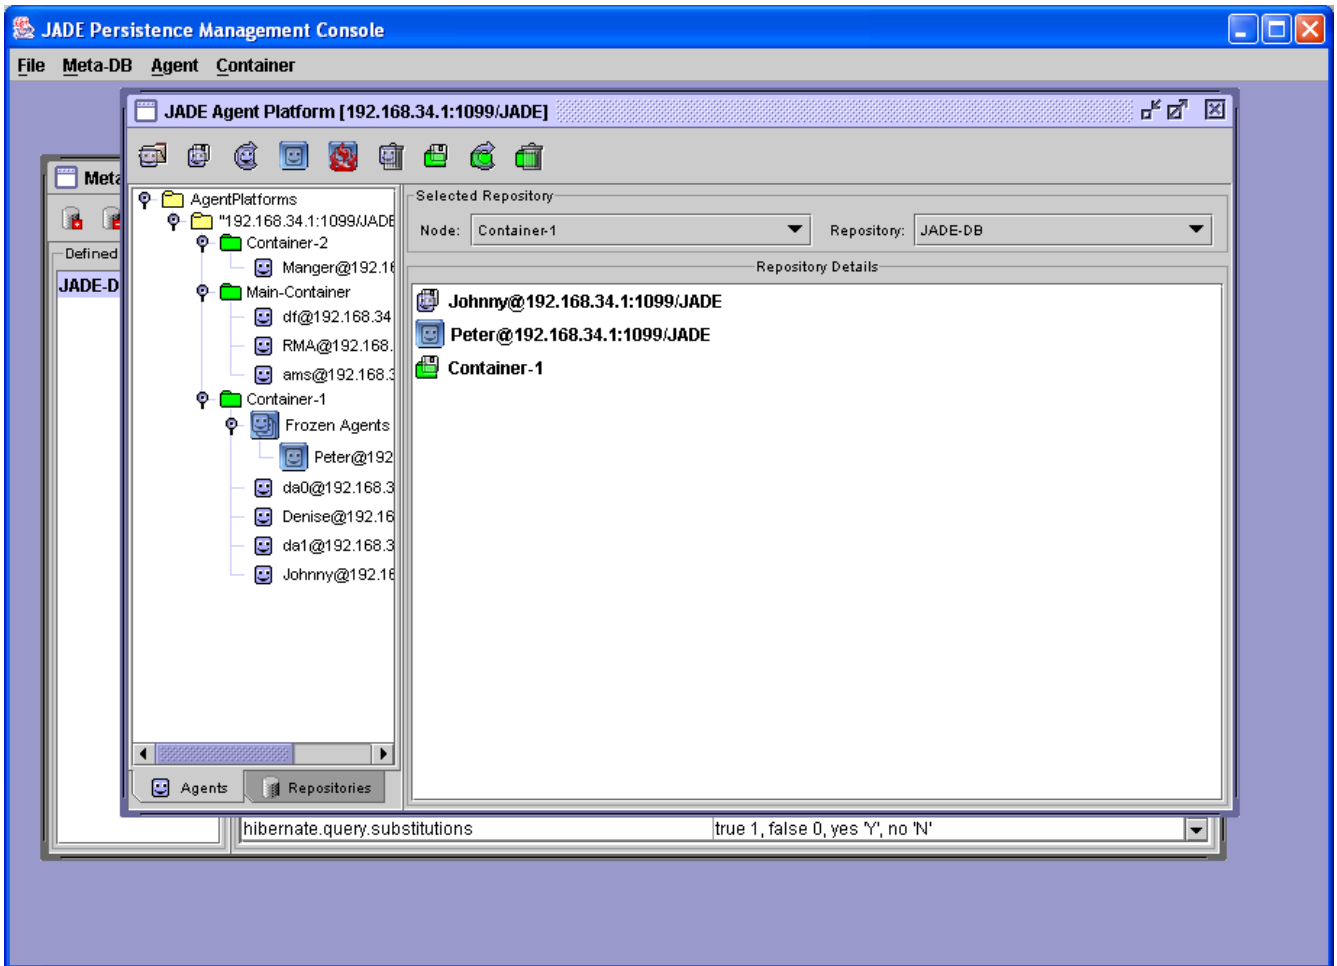 JADE Persistence Management Console
File Meta-DB Agent Container
JADE Agent Platform [192.168.34.1:1099/JADE]
Meta
Defined
JADE-D
AgentPlatforms
"192.168.34.1:1099/JADE
Container-2
Manger@192.16
Main-Container
df@192.168.34
RMA@192.168.
ams@192.168.3
Container-1
Frozen Agents
Peter@192
da0@192.168.3
Denise@192.16
da1@192.168.3
Johnny@192.16
Agents Repositories
Selected Repository
Node: Container-1 Repository: JADE-DB
Repository Details
Johnny@192.168.34.1:1099/JADE
Peter@192.168.34.1:1099/JADE
Container-1
hibernate.query.substitutions true 1, false 0, yes 'Y', no 'N'